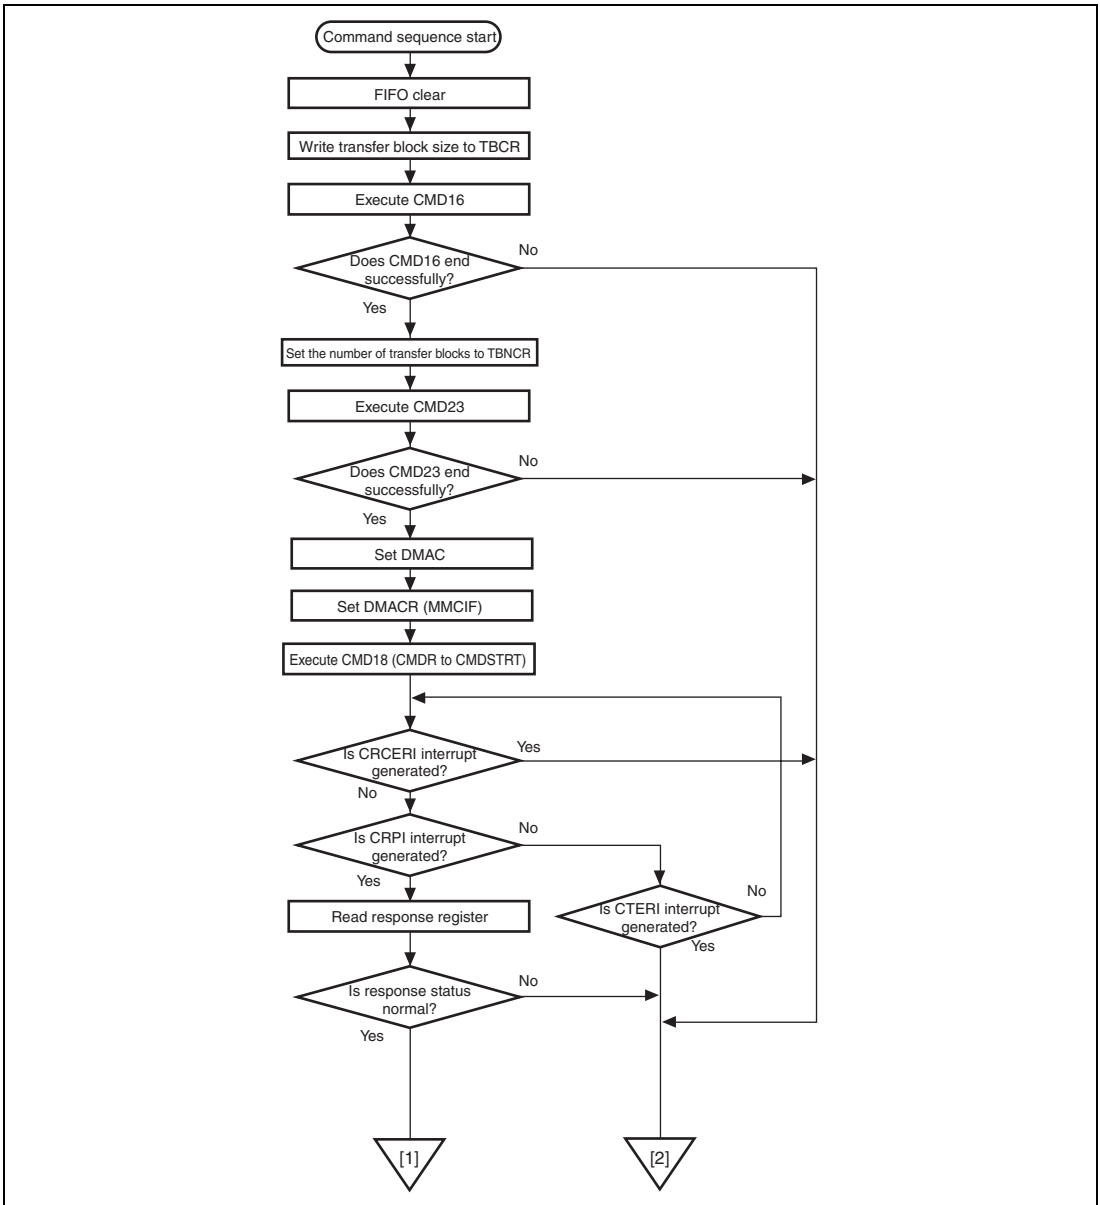 Command sequence start
FIFO clear
Write transfer block size to TBCR
Execute CMD16
Does CMD16 end
successfully?
No
Yes
Set the number of transfer blocks to TBNCR
Execute CMD23
Does CMD23 end
successfully?
No
Yes
Set DMAC
Set DMACR (MMCIF)
Execute CMD18 (CMDR to CMDSTRT)
Is CRCERI interrupt
generated?
Yes
No
Is CRPI interrupt
generated?
No
Yes
Is CTERI interrupt
generated?
No
Yes
Read response register
Is response status
normal?
No
Yes
[1]
[2]